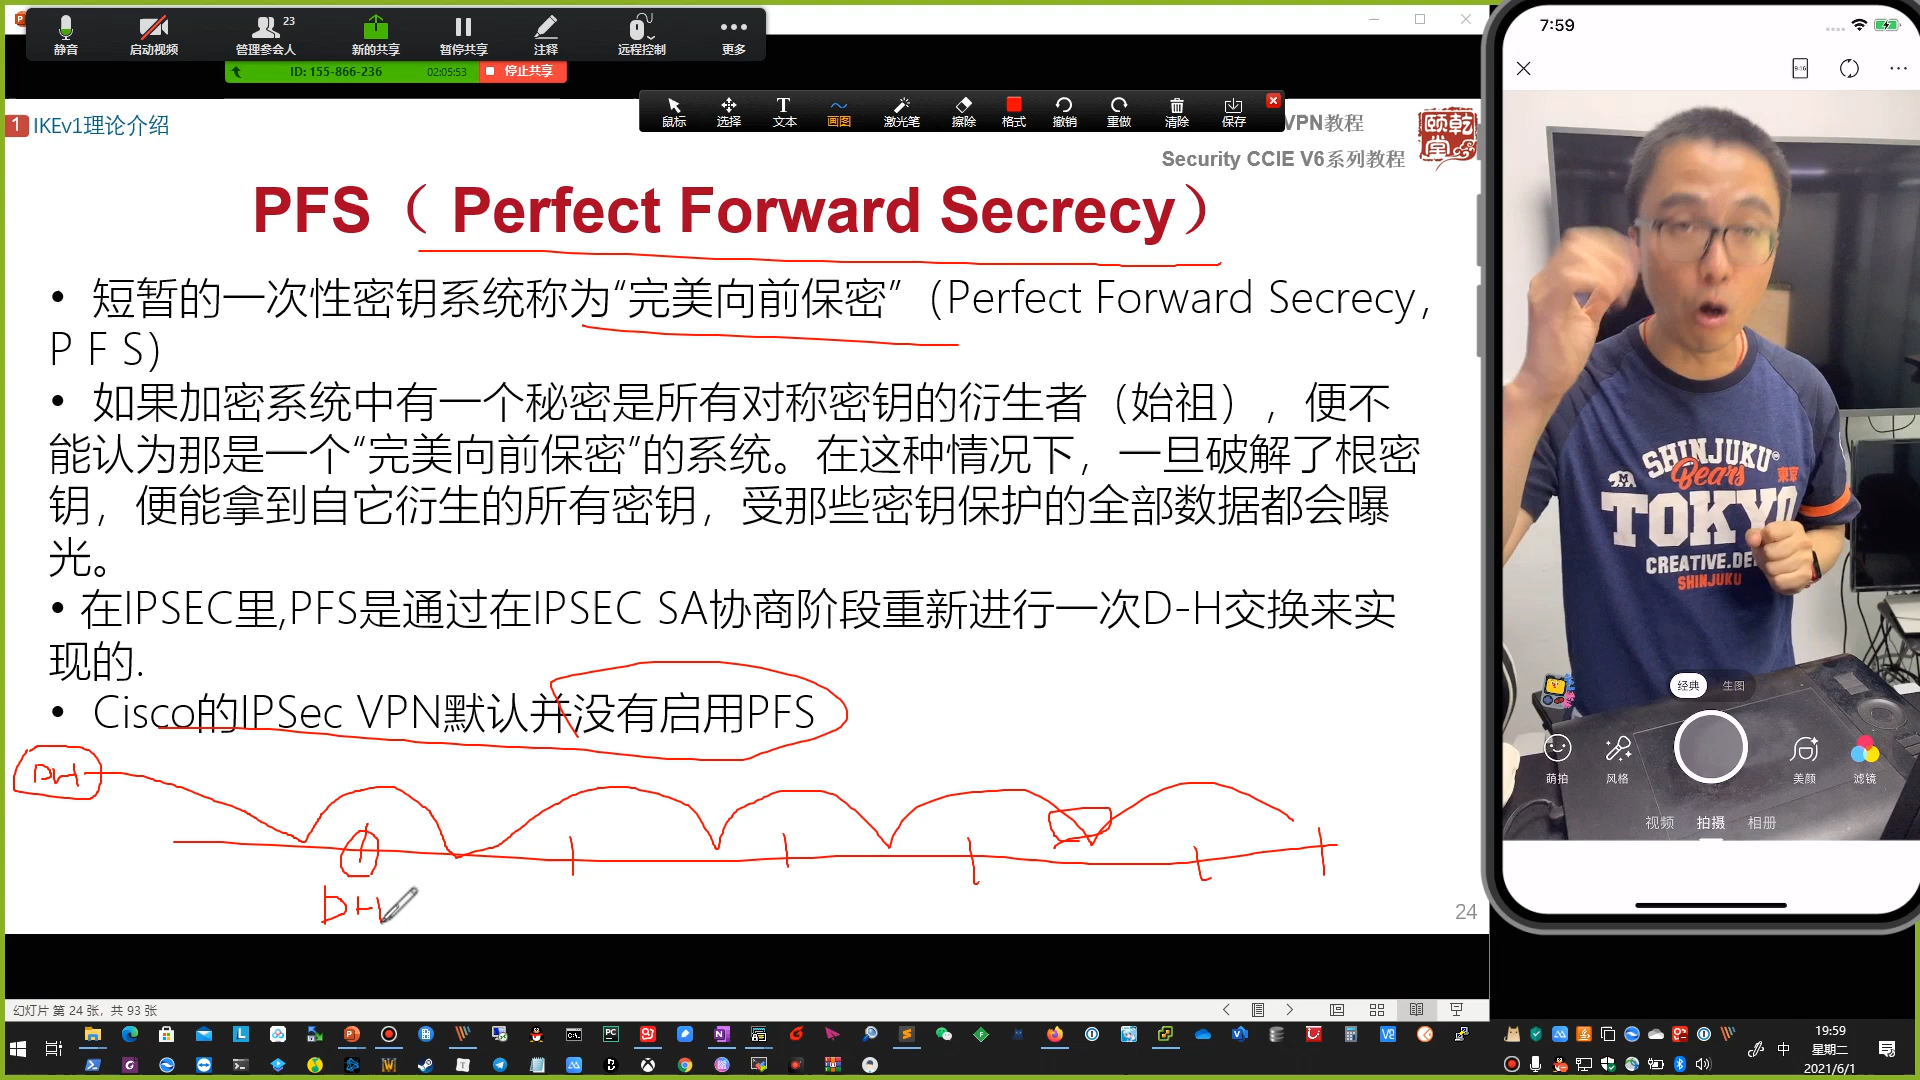 静音
启动视频
管理参会人
23
新的共享
暂停共享
注释
远程控制
更多
ID: 155-866-236
02:05:53
停止共享
鼠标
选择
文本
画图
激光笔
擦除
格式
撤销
重做
清除
保存
1
IKEv1理论介绍
VPN教程
Security CCIE V6系列教程
颐乾堂
PFS（ Perfect Forward Secrecy）
• 短暂的一次性密钥系统称为“完美向前保密”（Perfect Forward Secrecy,
P F S）
• 如果加密系统中有一个秘密是所有对称密钥的衍生者（始祖），便不
能认为那是一个“完美向前保密”的系统。在这种情况下，一旦破解了根密
钥，便能拿到自它衍生的所有密钥，受那些密钥保护的全部数据都会曝
光。
• 在IPSEC里,PFS是通过在IPSEC SA协商阶段重新进行一次D-H交换来实
现的.
• Cisco的IPSec VPN默认并没有启用PFS
DH
DH
24
幻灯片 第 24 张，共 93 张
7:59
9:16
SHINJUKU
Bears
東京
TOKYO
CREATIVE.DE
SHINJUKU
经典
生图
萌拍
风格
美颜
滤镜
视频
拍摄
相册
中
19:59
星期二
2021/6/1